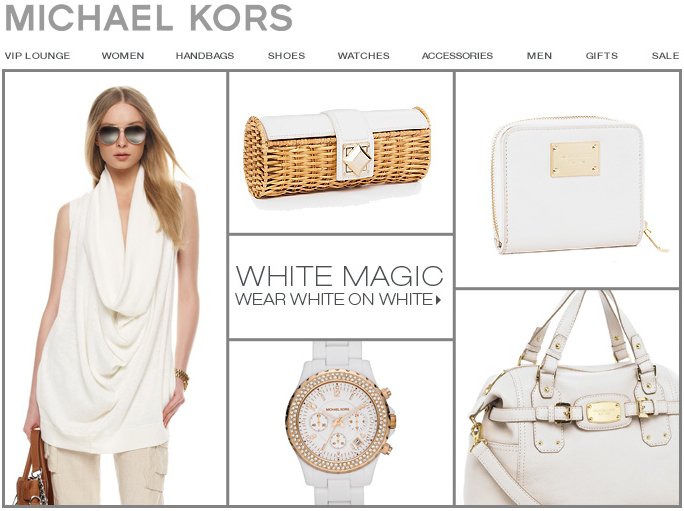 MICHAEL KORS
VIP LOUNGE WOMEN HANDBAGS SHOES WATCHES ACCESSORIES MEN GIFTS SALE
WHITE MAGIC
WEAR WHITE ON WHITE
MICHAEL KORS